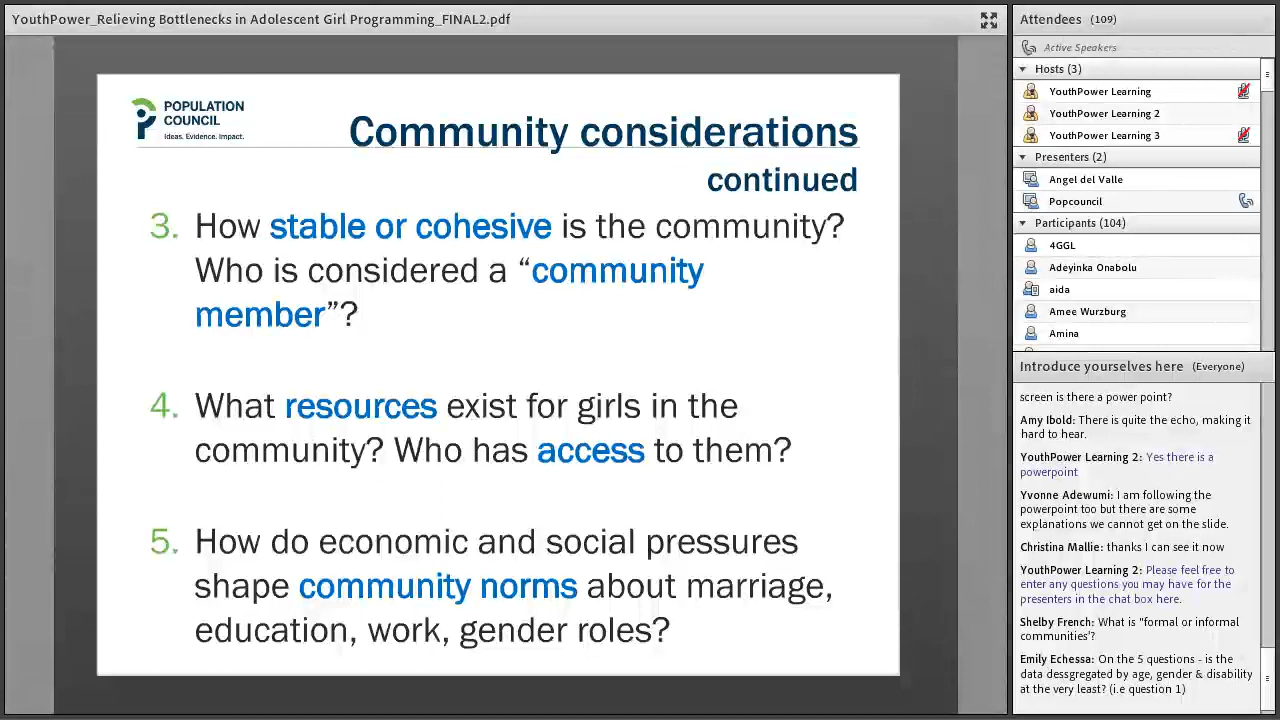 YouthPower_Relieving Bottlenecks in Adolescent Girl Programming_FINAL2.pdf
POPULATION
COUNCIL
Ideas. Evidence. Impact.
Community considerations
continued
3. How stable or cohesive is the community?
Who is considered a “community
member”?
4. What resources exist for girls in the
community? Who has access to them?
5. How do economic and social pressures
shape community norms about marriage,
education, work, gender roles?
Attendees (109)
Active Speakers
Hosts (3)
YouthPower Learning
YouthPower Learning 2
YouthPower Learning 3
Presenters (2)
Angel del Valle
Popcouncil
Participants (104)
4GGL
Adeyinka Onabolu
aida
Amee Wurzburg
Amina
Introduce yourselves here (Everyone)
screen is there a power point?
Amy Ibold: There is quite the echo, making it
hard to hear.
YouthPower Learning 2: Yes there is a
powerpoint
Yvonne Adewumi: I am following the
powerpoint too but there are some
explanations we cannot get on the slide.
Christina Mallie: thanks I can see it now
YouthPower Learning 2: Please feel free to
enter any questions you may have for the
presenters in the chat box here.
Shelby French: What is "formal or informal
communities'?
Emily Echessa: On the 5 questions - is the
data dessgregated by age, gender & disability
at the very least? (i.e question 1)